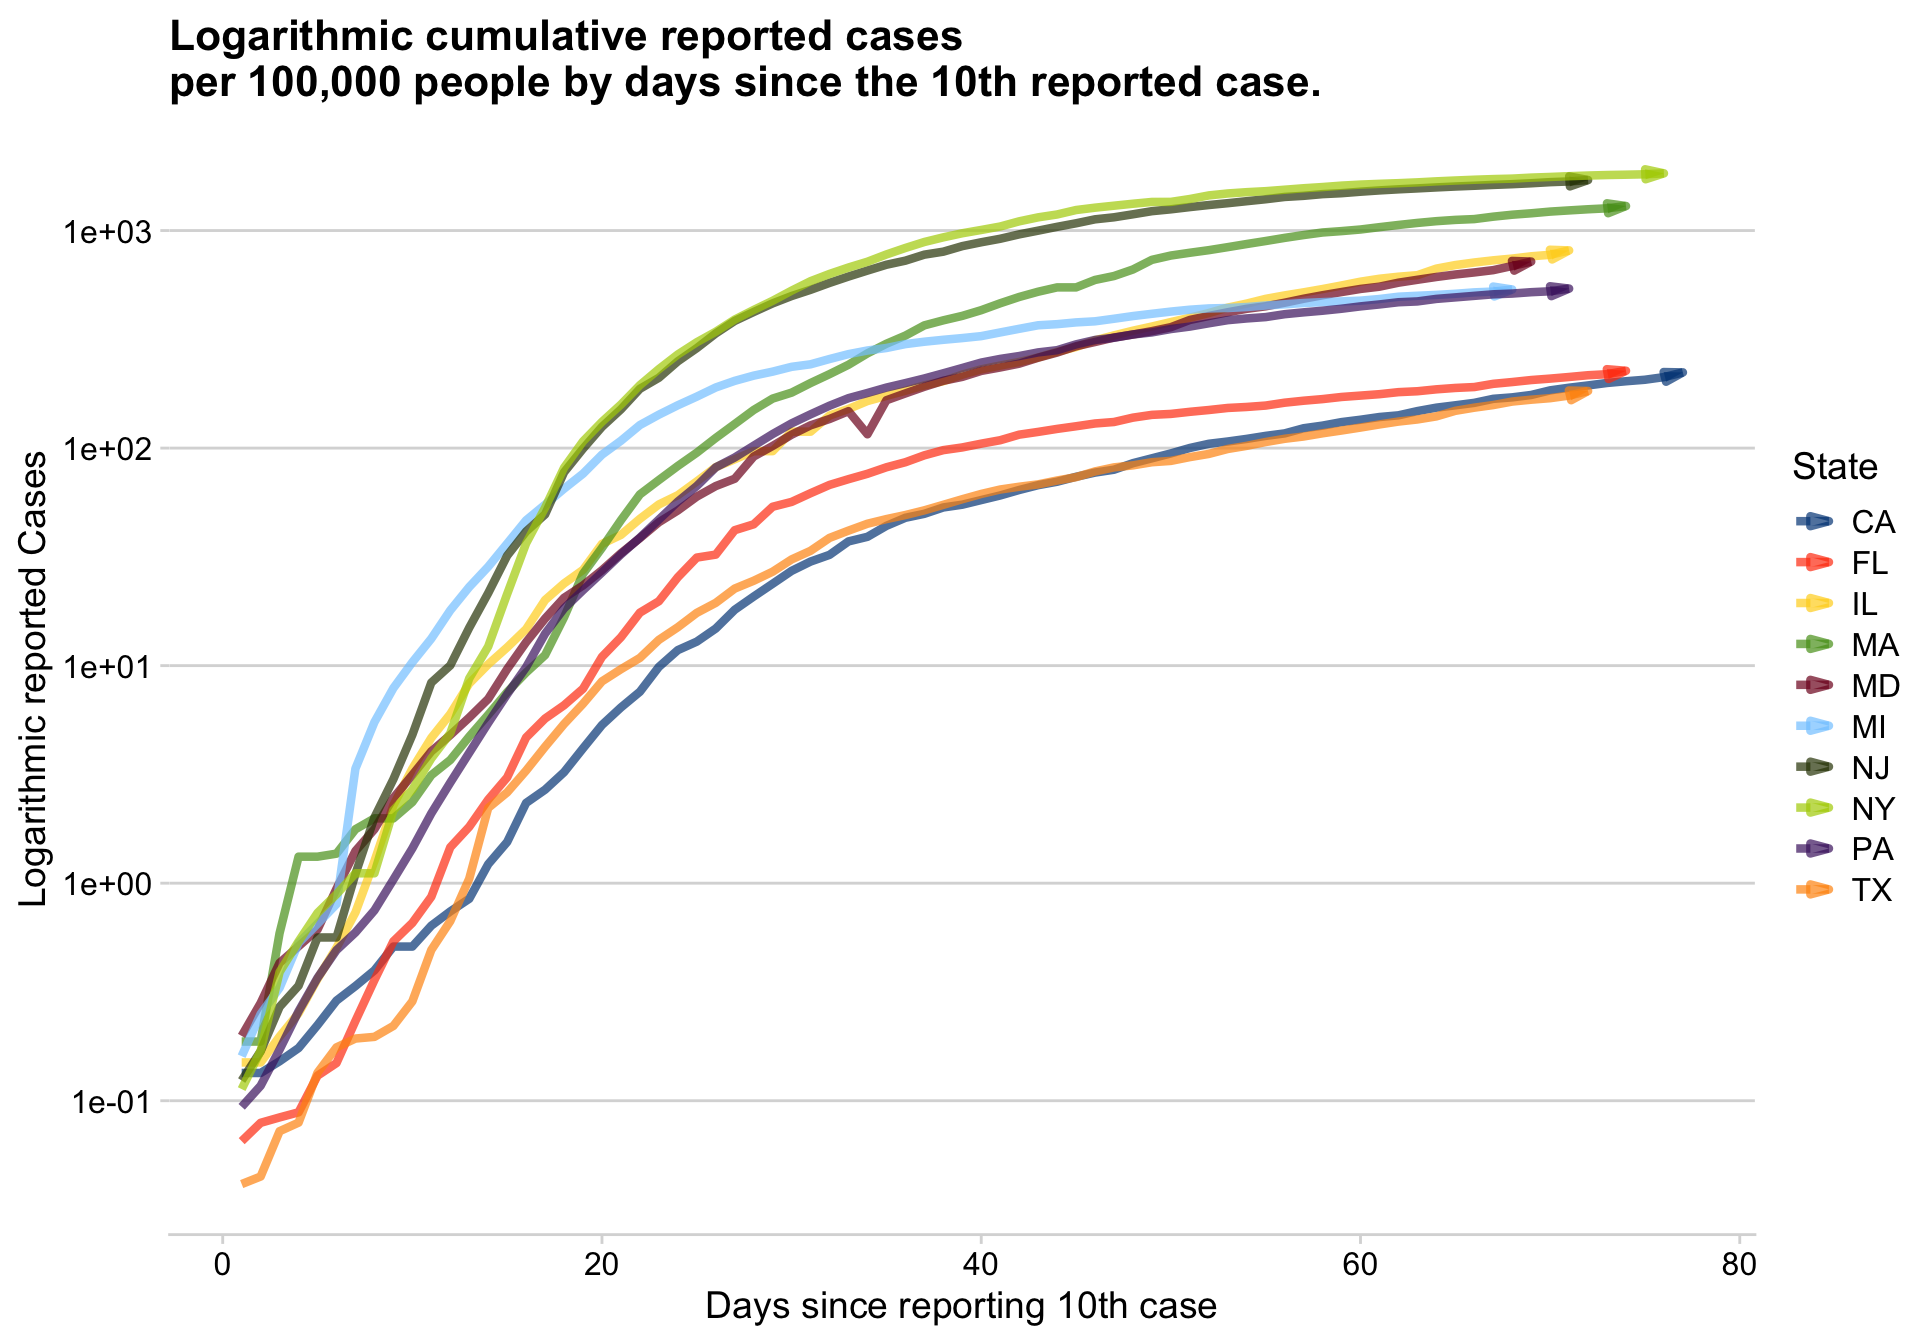 Logarithmic cumulative reported cases
per 100,000 people by days since the 10th reported case.
Logarithmic reported Cases
1e+03
1e+02
1e+01
1e+00
1e-01
0
20
40
60
80
Days since reporting 10th case
State
CA
FL
IL
MA
MD
MI
NJ
NY
PA
TX